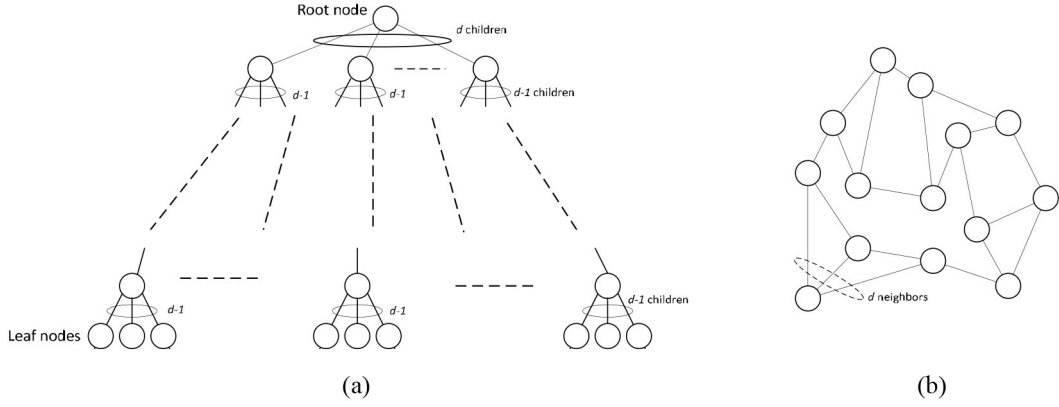 Root node
d children
d-1
d-1
d-1 children
d-1
d-1
d-1 children
Leaf nodes
(a)
d neighbors
(b)